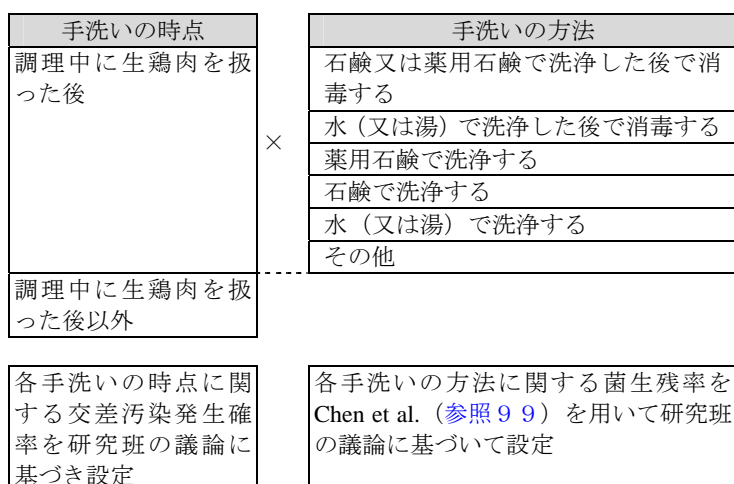 手洗いの時点
手洗いの方法
調理中に生鶏肉を扱
った後
×
石鹸又は薬用石鹸で洗浄した後で消
毒する
水（又は湯）で洗浄した後で消毒する
薬用石鹸で洗浄する
石鹸で洗浄する
水（又は湯）で洗浄する
その他
調理中に生鶏肉を扱
った後以外
各手洗いの時点に関
する交差汚染発生確
率を研究班の議論に
基づき設定
各手洗いの方法に関する菌生残率を
Chen et al.（参照９９）を用いて研究班
の議論に基づいて設定